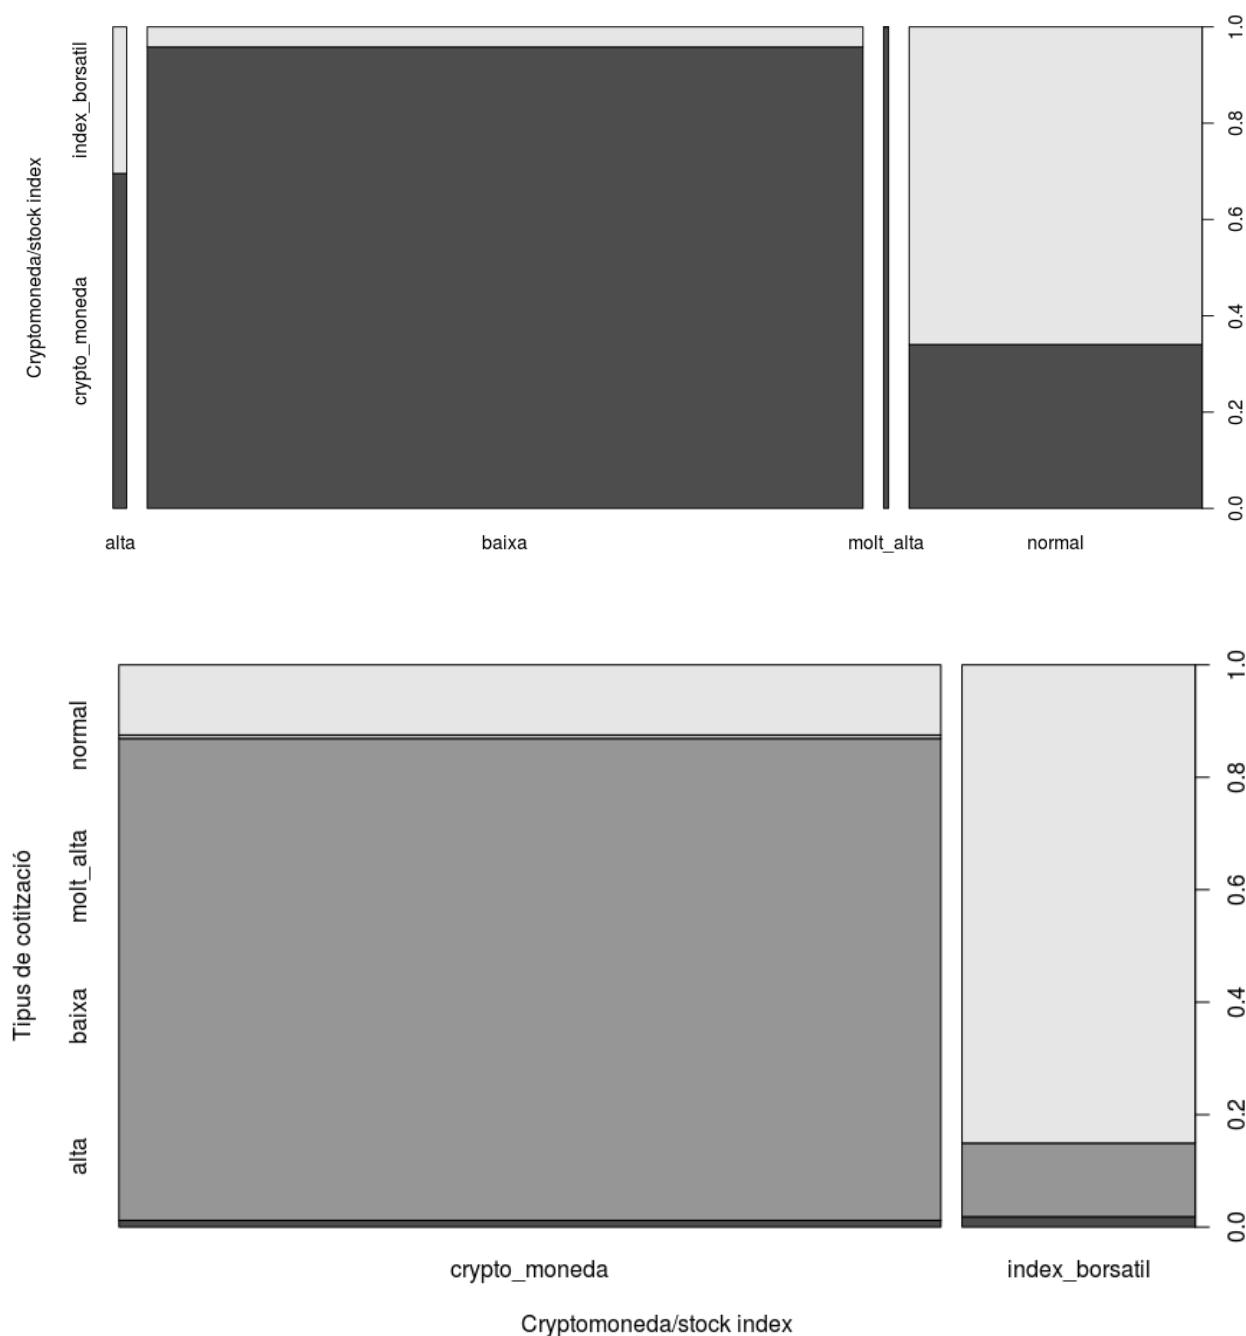 Cryptomoneda/stock index
index_borsatil
crypto_moneda
1.0
0.8
0.6
0.4
0.2
0.0
alta baixa molt_alta normal
Tipus de cotització
normal
molt_alta
baixa
alta
1.0
0.8
0.6
0.4
0.2
0.0
crypto_moneda index_borsatil
Cryptomoneda/stock index